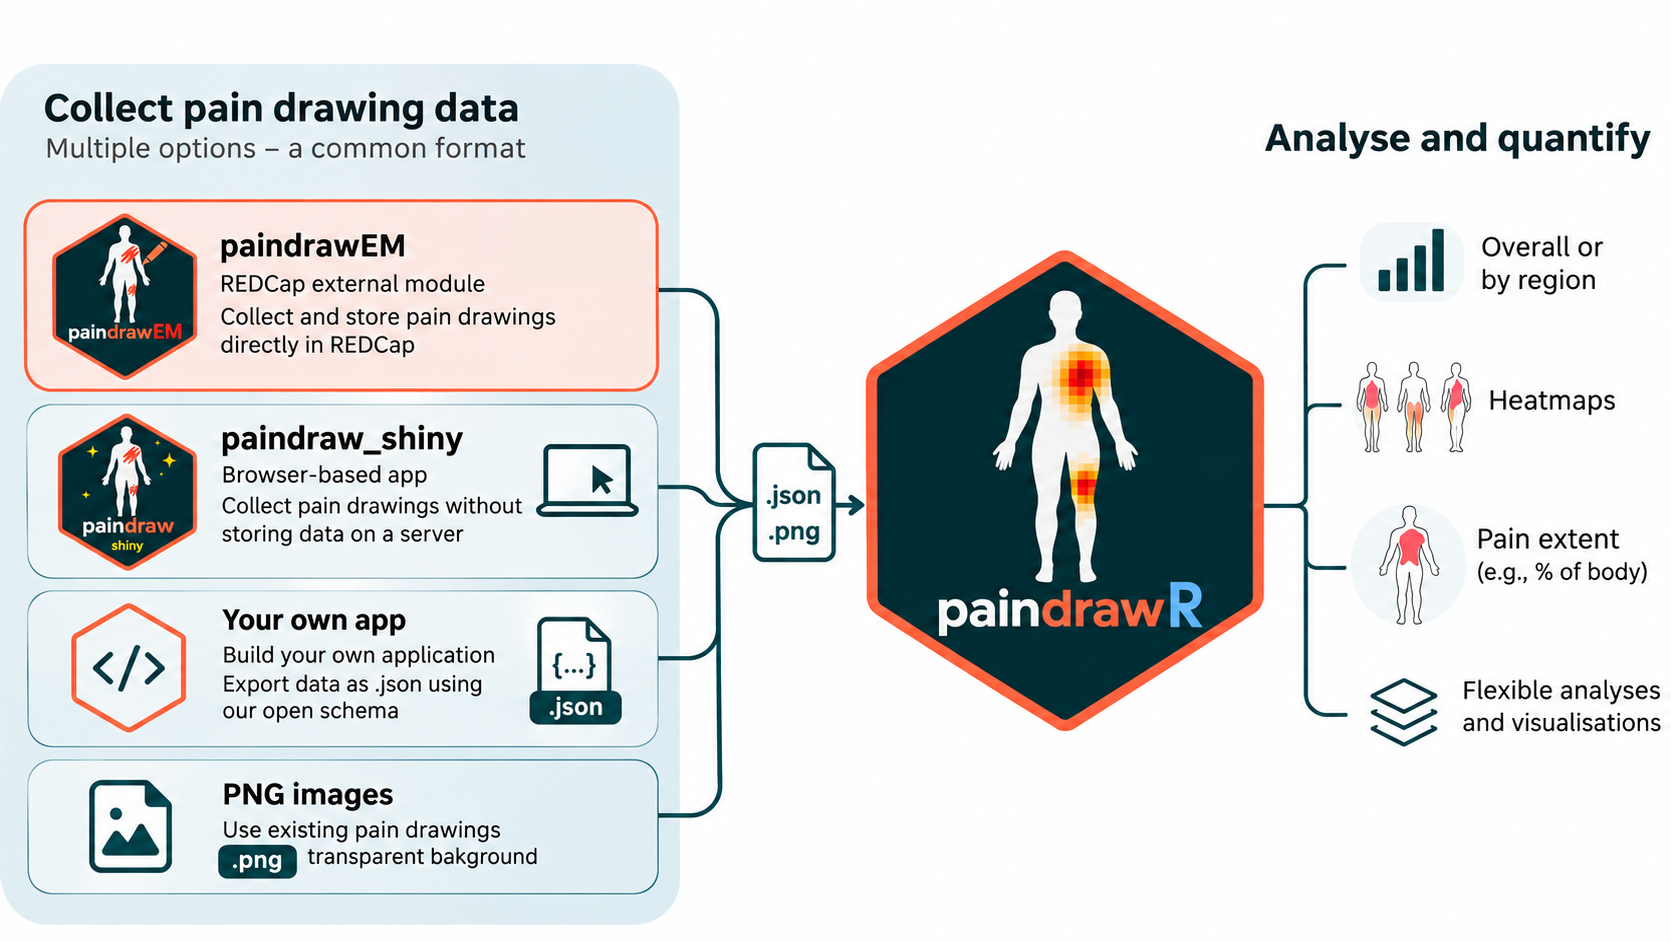 Collect pain drawing data
Multiple options – a common format
paindrawEM
paindrawEM
REDCap external module
Collect and store pain drawings
directly in REDCap
paindraw
shiny
paindraw_shiny
Browser-based app
Collect pain drawings without
storing data on a server
</>
Your own app
Build your own application
Export data as .json using
our open schema
{...}
.json
PNG images
Use existing pain drawings
.png transparent bakground
.json
.png
paindrawR
Analyse and quantify
Overall or
by region
Heatmaps
Pain extent
(e.g., % of body)
Flexible analyses
and visualisations